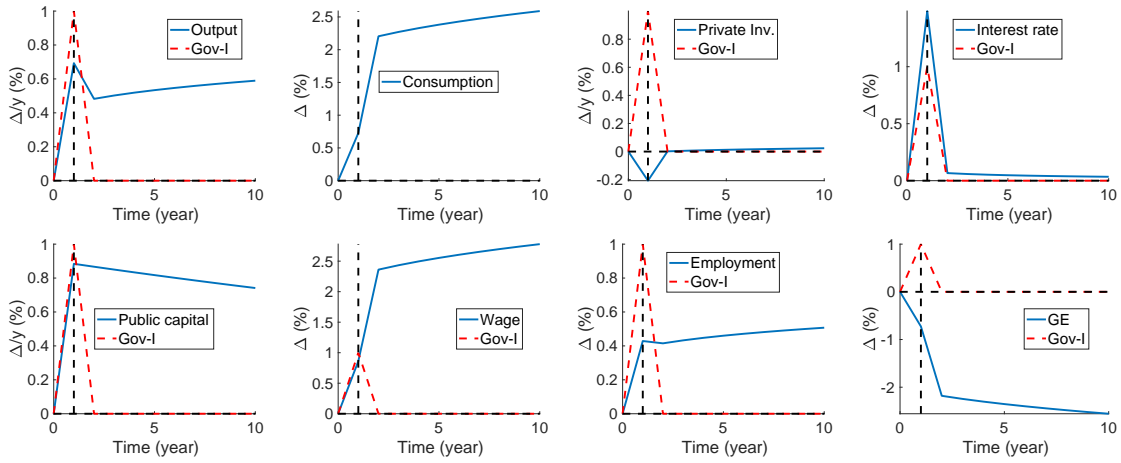 Output
Gov-I
Δ/y (%)
1
0.8
0.6
0.4
0.2
0
0 5 10
Time (year)
Consumption
Δ (%)
2.5
2
1.5
1
0.5
0
0 5 10
Time (year)
Private Inv.
Gov-I
Δ/y (%)
0.8
0.6
0.4
0.2
0
-0.2
0 5 10
Time (year)
Interest rate
Gov-I
Δ (%)
1
0.5
0
0 5 10
Time (year)
Public capital
Gov-I
Δ/y (%)
1
0.8
0.6
0.4
0.2
0
0 5 10
Time (year)
Wage
Gov-I
Δ (%)
2.5
2
1.5
1
0.5
0
0 5 10
Time (year)
Employment
Gov-I
Δ (%)
1
0.8
0.6
0.4
0.2
0
0 5 10
Time (year)
GE
Gov-I
Δ (%)
1
0
-1
-2
0 5 10
Time (year)